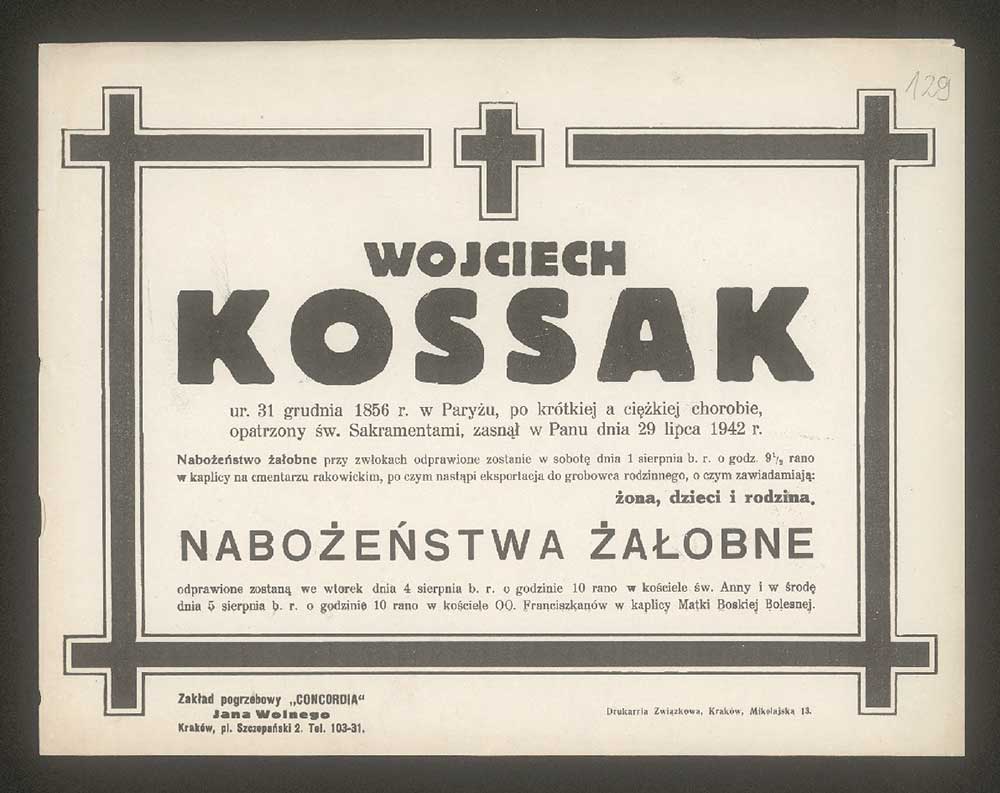 129
WOJCIECH
KOSSAK
ur. 31 grudnia 1856 r. w Paryżu, po krótkiej a ciężkiej chorobie,
opatrzony św. Sakramentami, zasnął w Panu dnia 29 lipca 1942 r.
Nabożeństwo żałobne przy zwłokach odprawione zostanie w sobotę dnia 1 sierpnia b. r. o godz. 9½ rano
w kaplicy na cmentarzu rakowickim, po czym nastąpi eksportacja do grobowca rodzinnego, o czym zawiadamiają:
żona, dzieci i rodzina.
NABOŻEŃSTWA ŻAŁOBNE
odprawione zostaną we wtorek dnia 4 sierpnia b. r. o godzinie 10 rano w kościele św. Anny i w środę
dnia 5 sierpnia b. r. o godzinie 10 rano w kościele OO. Franciszkanów w kaplicy Matki Boskiej Bolesnej.
Zakład pogrzebowy „CONCORDIA"
Jana Wolnego
Kraków, pl. Szczepański 2. Tel. 103-31.
Drukarnia Związkowa, Kraków, Mikołajska 13.